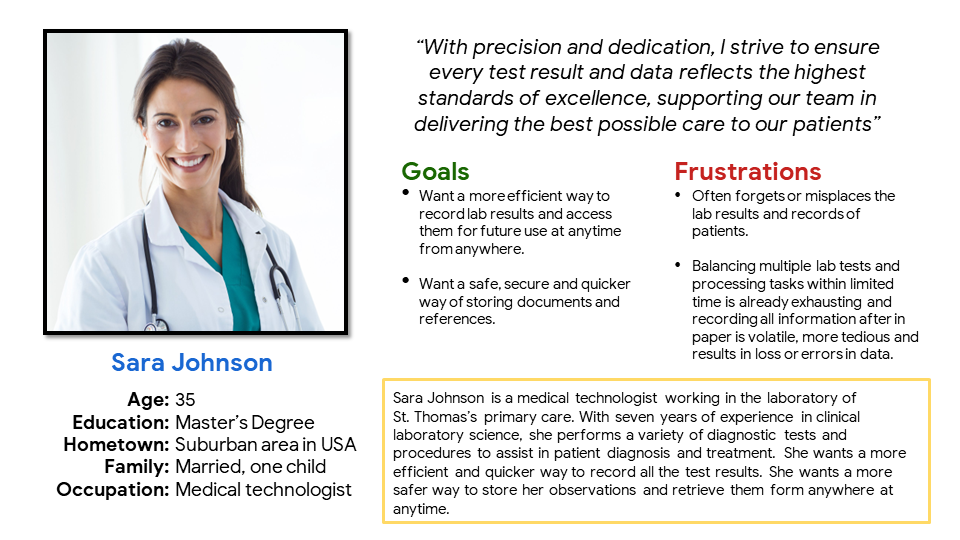 “With precision and dedication, I strive to ensure
every test result and data reflects the highest
standards of excellence, supporting our team in
delivering the best possible care to our patients”
Goals
• Want a more efficient way to
record lab results and access
them for future use at anytime
from anywhere.
• Want a safe, secure and quicker
way of storing documents and
references.
Frustrations
• Often forgets or misplaces the
lab results and records of
patients.
• Balancing multiple lab tests and
processing tasks within limited
time is already exhausting and
recording all information after in
paper is volatile, more tedious and
results in loss or errors in data.
Sara Johnson
Age: 35
Education: Master’s Degree
Hometown: Suburban area in USA
Family: Married, one child
Occupation: Medical technologist
Sara Johnson is a medical technologist working in the laboratory of
St. Thomas’s primary care. With seven years of experience in clinical
laboratory science, she performs a variety of diagnostic tests and
procedures to assist in patient diagnosis and treatment. She wants a more
efficient and quicker way to record all the test results. She wants a more
safer way to store her observations and retrieve them form anywhere at
anytime.